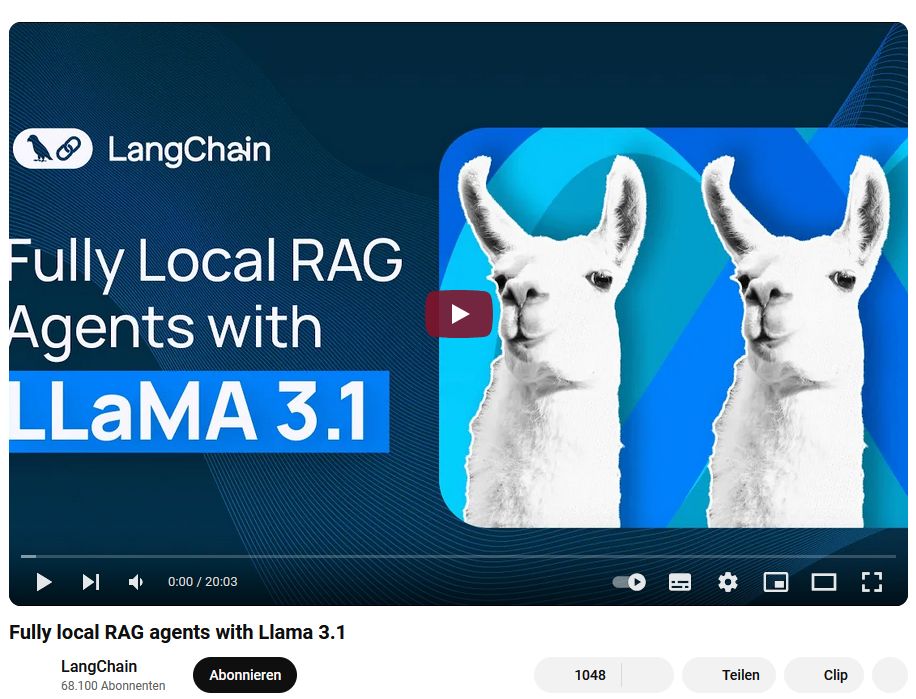 LangChain
Fully Local RAG
Agents with
LLaMA 3.1
0:00 / 20:03
Fully local RAG agents with Llama 3.1
LangChain
68.100 Abonnenten
Abonnieren
1048
Teilen
Clip